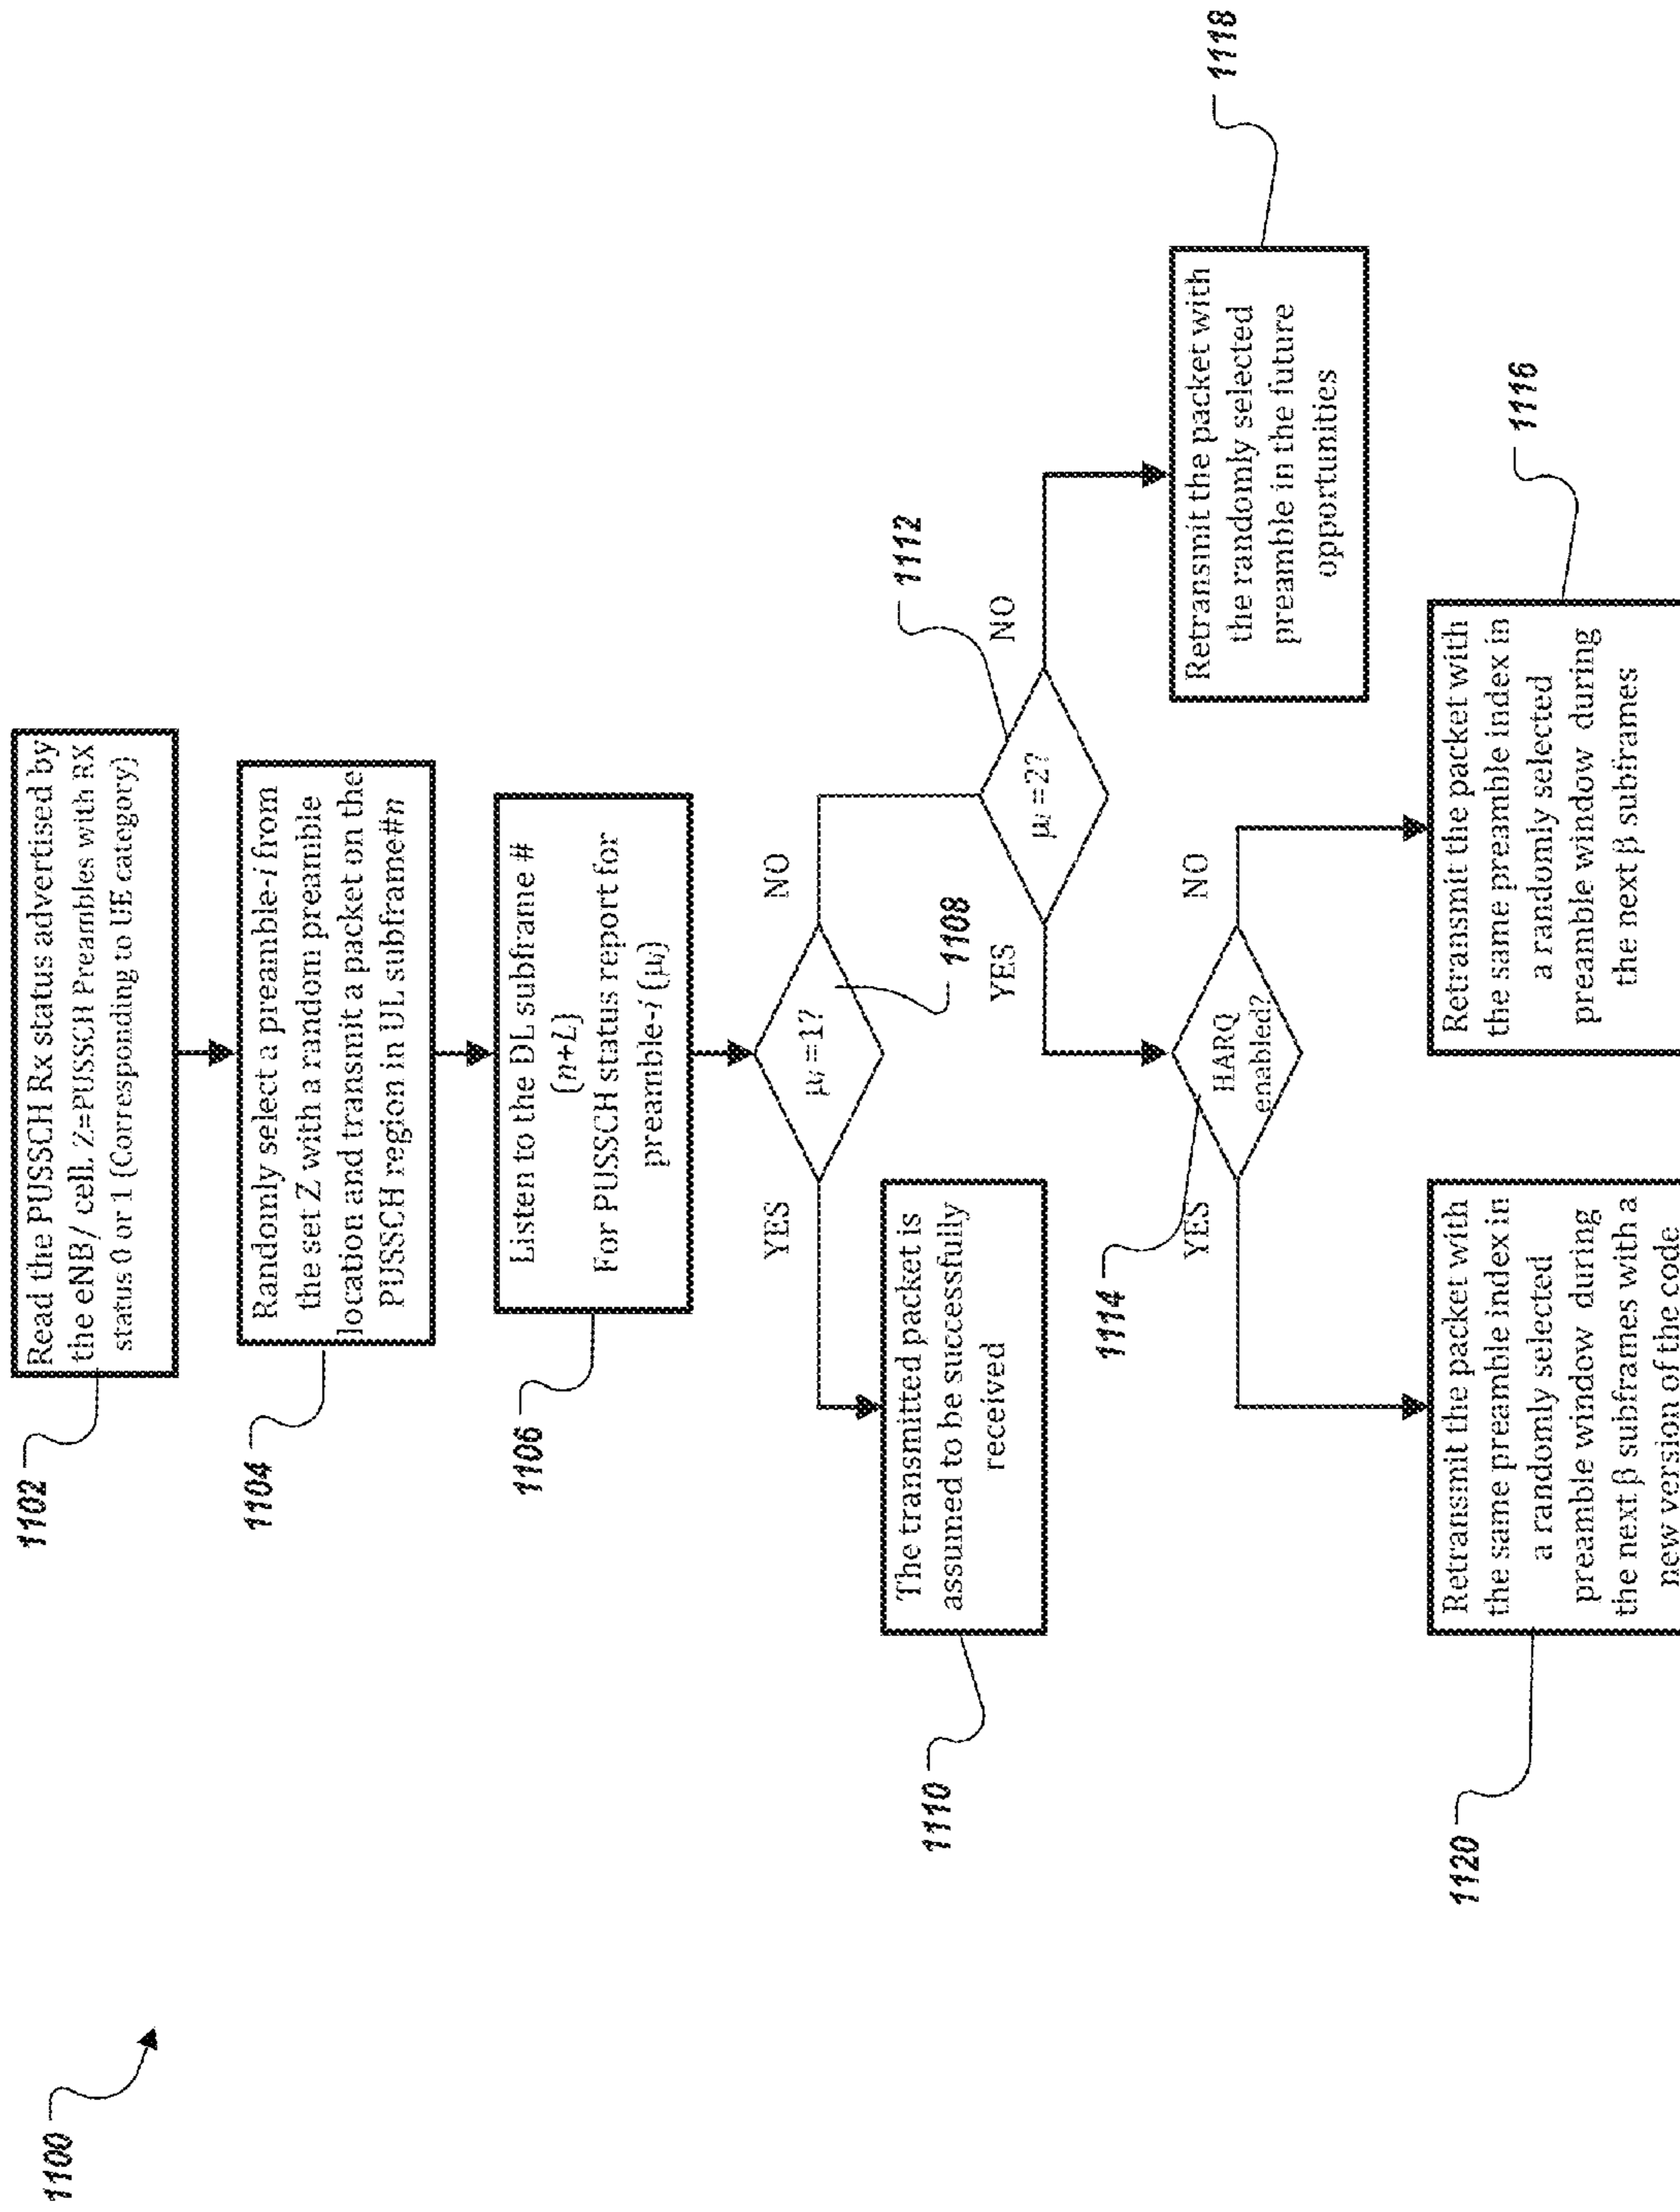 1100
1102
Read the PUSSCH Rx status advertised by
the eNB/ cell. Z=PUSSCH Preambles with RX
status 0 or 1 (Corresponding to UE category)
1104
Randomly select a preamble-i from
the set Z with a random preamble
location and transmit a packet on the
PUSSCH region in UL subframe#n
1106
Listen to the DL subframe #
(n+L)
For PUSSCH status report for
preamble-i (μi)
μi=1?
1108
YES
NO
1110
The transmitted packet is
assumed to be successfully
received
μi=2?
1112
YES
NO
1114
HARQ
enabled?
YES
NO
1118
Retransmit the packet with
the randomly selected
preamble in the future
opportunities
1120
Retransmit the packet with
the same preamble index in
a randomly selected
preamble window during
the next β subframes with a
new version of the code
1116
Retransmit the packet with
the same preamble index in
a randomly selected
preamble window during
the next β subframes